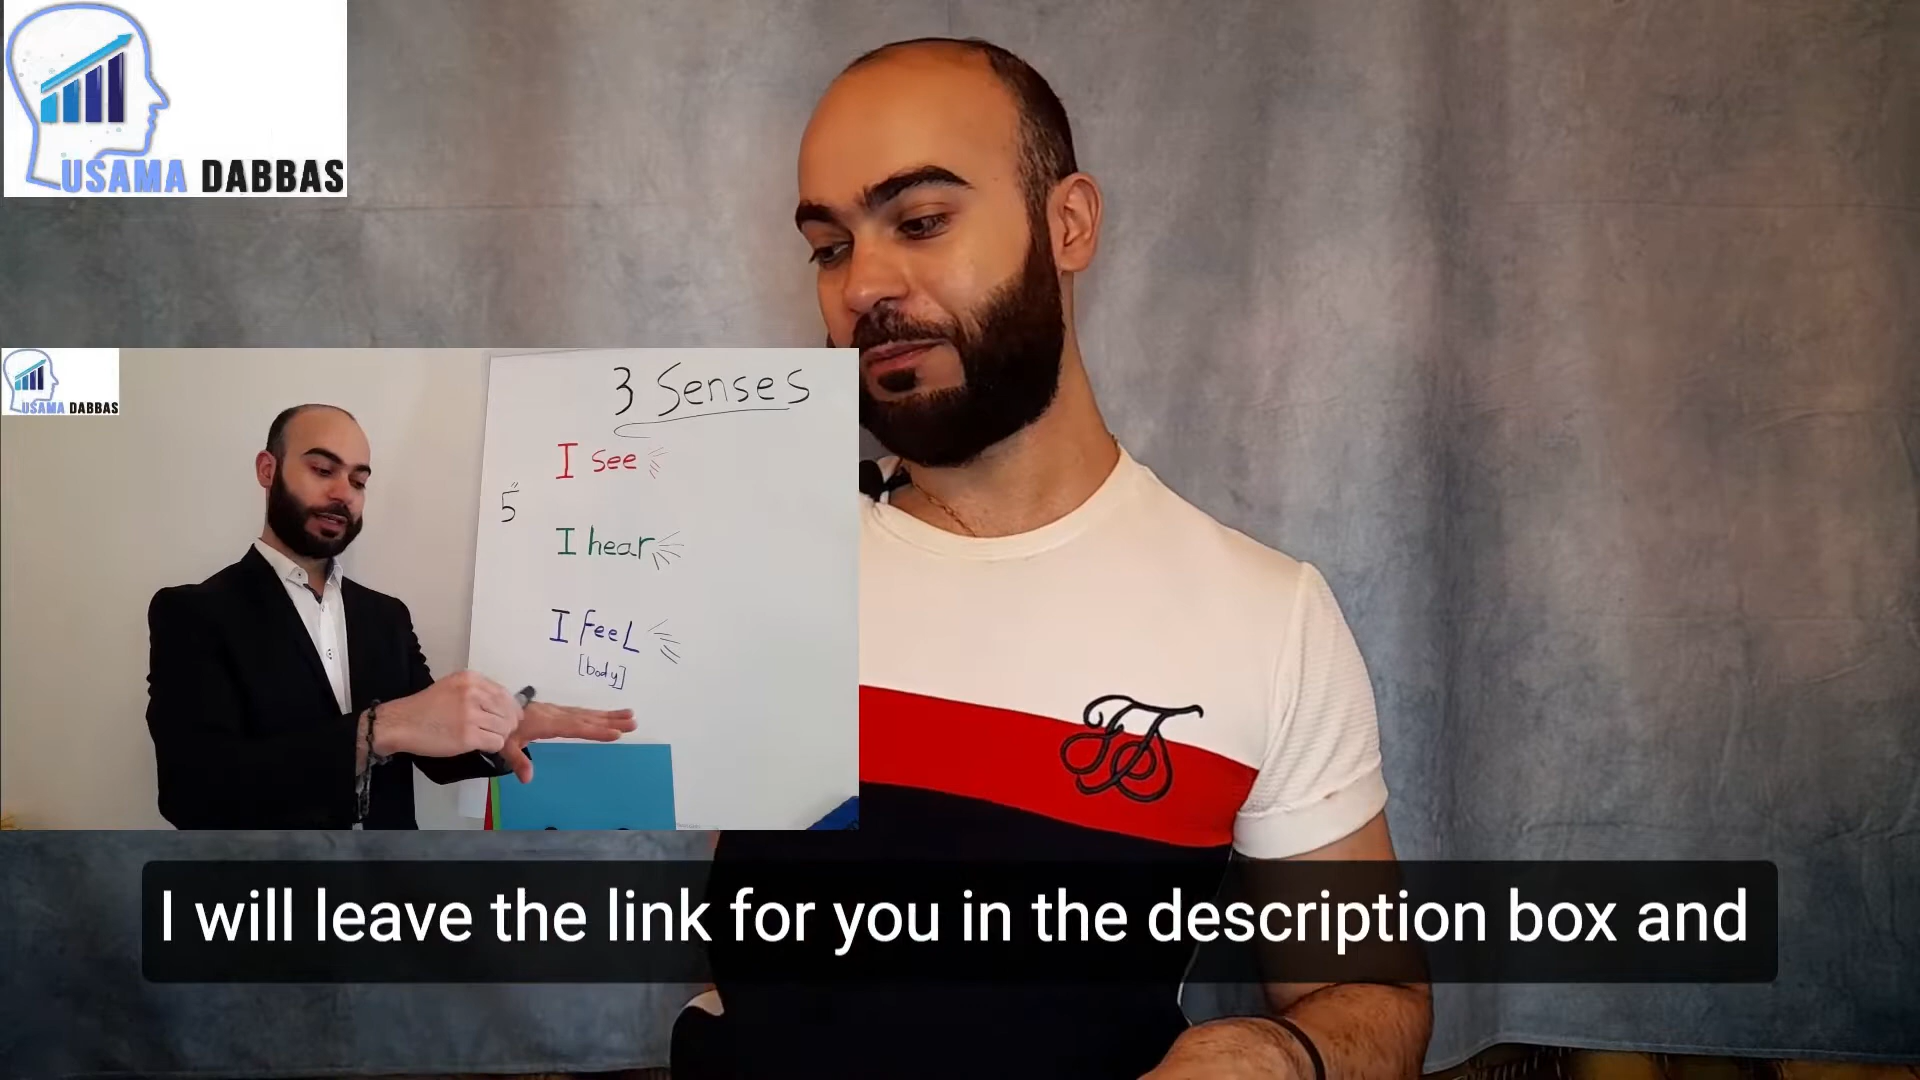 USAMA DABBAS
USAMA DABBAS
3 Senses
I see
5
I hear
I feel
[body]
I will leave the link for you in the description box and